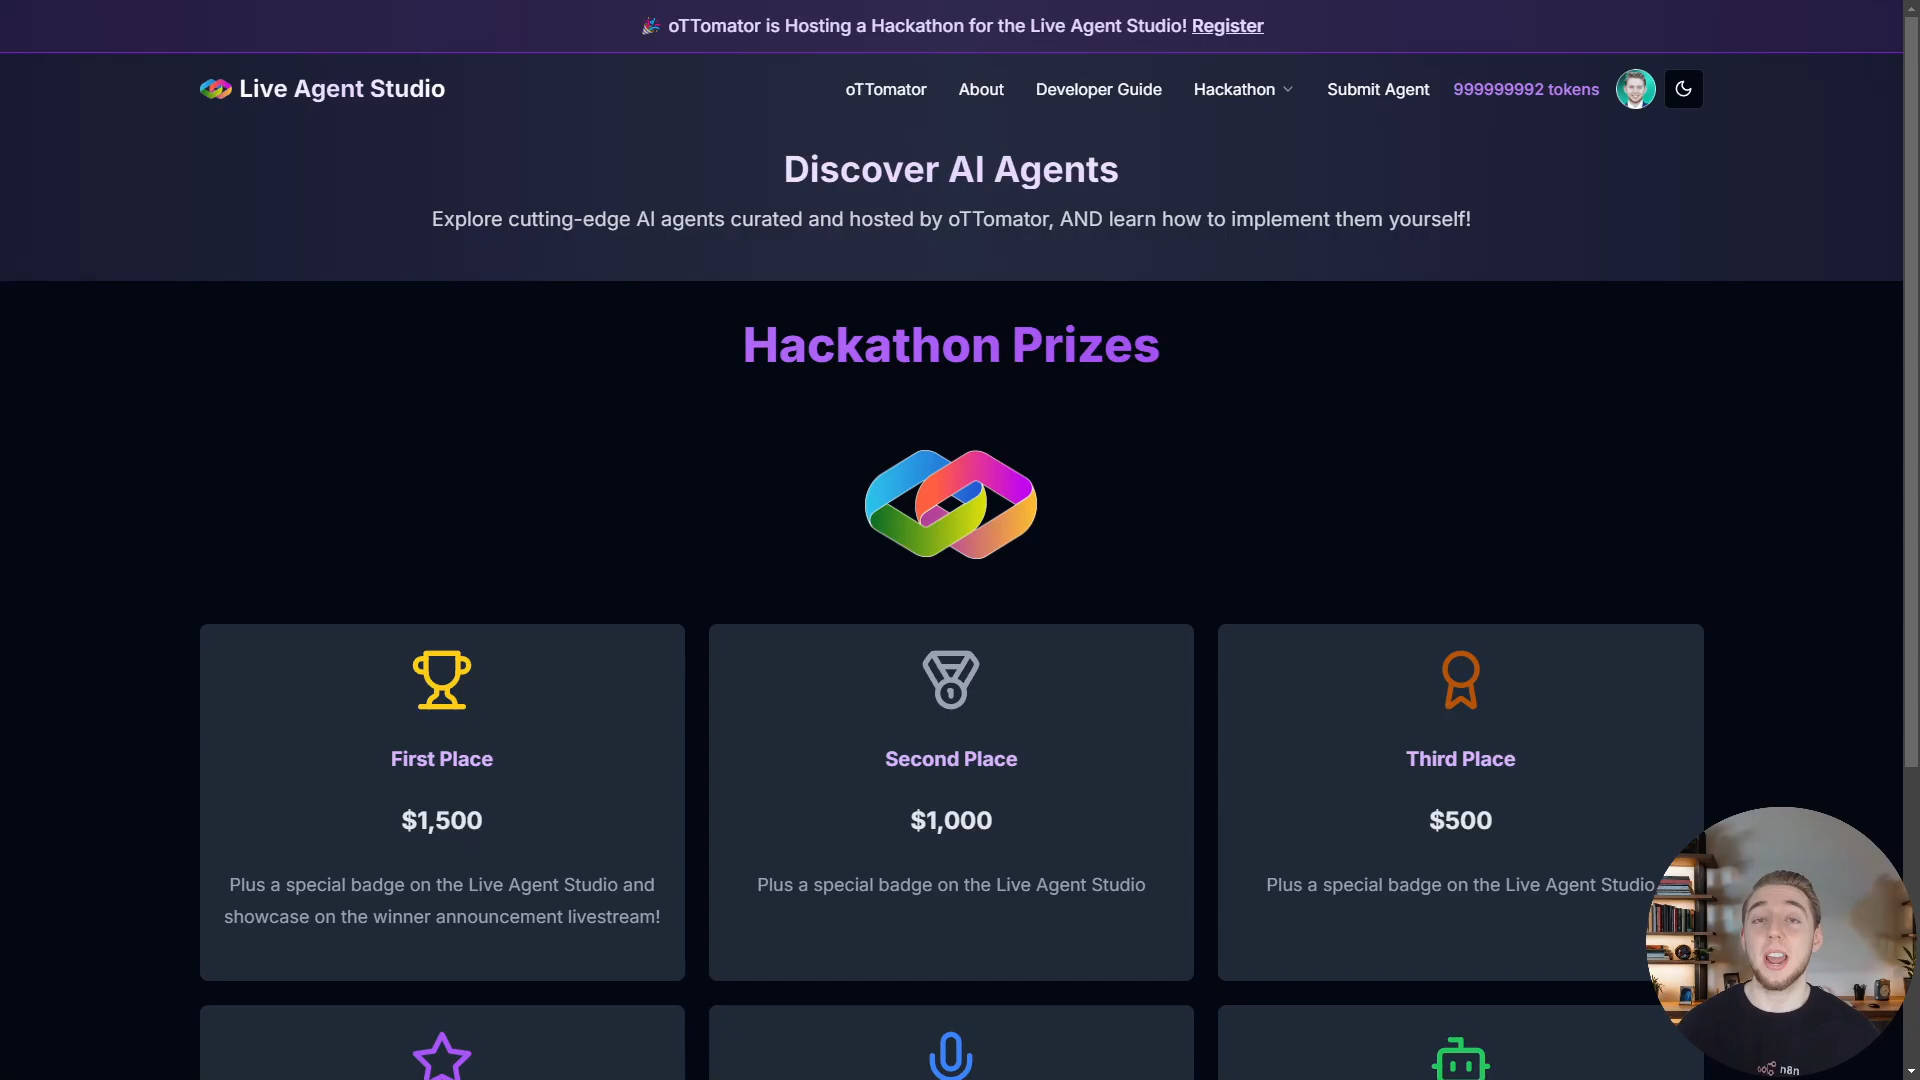 🎉 oTTomator is Hosting a Hackathon for the Live Agent Studio! Register
Live Agent Studio
oTTomator
About
Developer Guide
Hackathon
Submit Agent
999999992 tokens
Discover AI Agents
Explore cutting-edge AI agents curated and hosted by oTTomator, AND learn how to implement them yourself!
Hackathon Prizes
First Place
$1,500
Plus a special badge on the Live Agent Studio and
showcase on the winner announcement livestream!
Second Place
$1,000
Plus a special badge on the Live Agent Studio
Third Place
$500
Plus a special badge on the Live Agent Studio
n8n